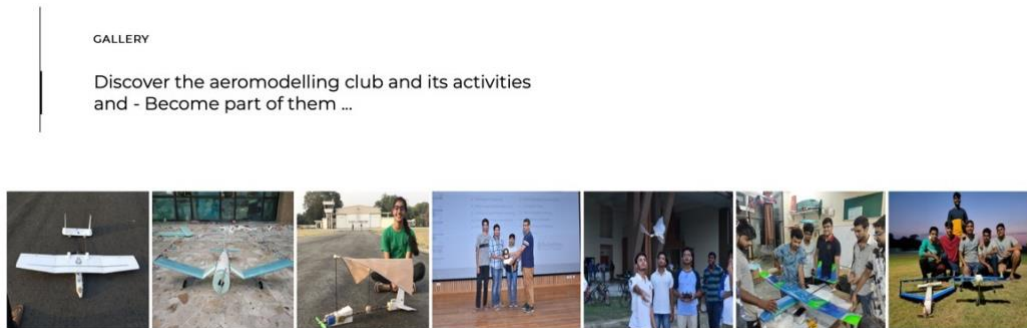 GALLERY
Discover the aeromodelling club and its activities
and - Become part of them ...